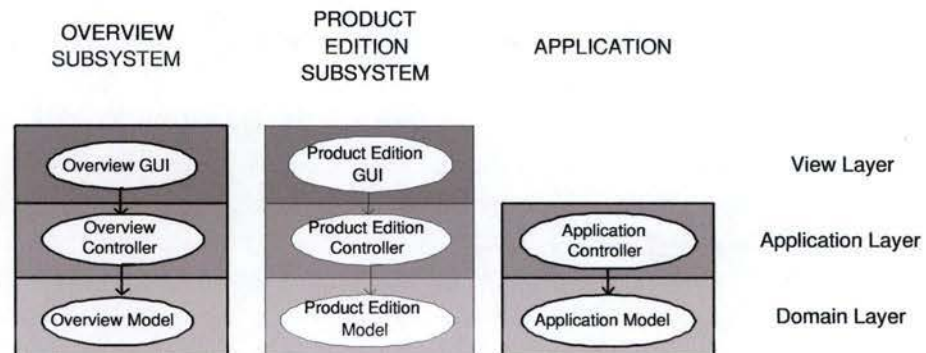 OVERVIEW
SUBSYSTEM
PRODUCT
EDITION
SUBSYSTEM
APPLICATION
Overview GUI
Product Edition
GUI
View Layer
Overview
Controller
Product Edition
Controller
Application
Controller
Application Layer
Overview Model
Product Edition
Model
Application Model
Domain Layer